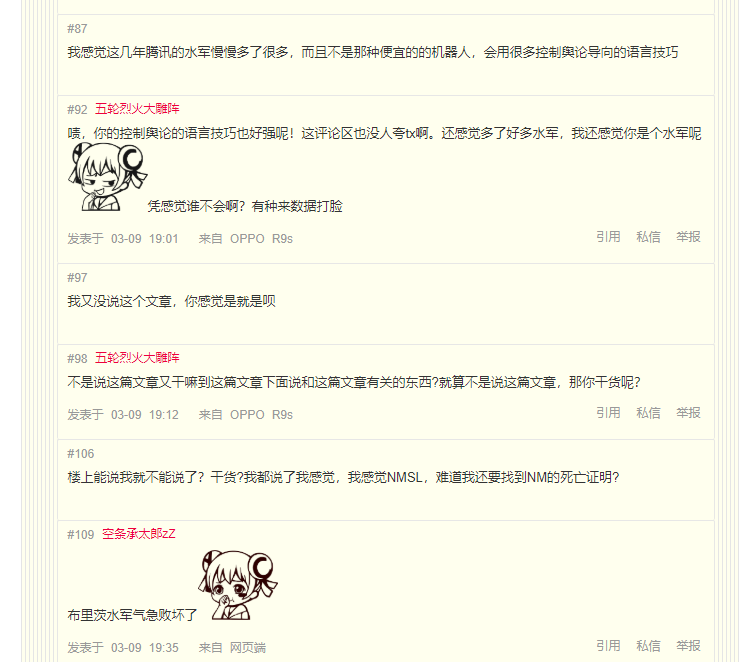 #87
我感觉这几年腾讯的水军慢慢多了很多，而且不是那种便宜的的机器人，会用很多控制舆论导向的语言技巧
#92 五轮烈火大雕阵
啧，你的控制舆论的语言技巧也好强呢！这评论区也没人夸tx啊。还感觉多了好多水军，我还感觉你是个水军呢
凭感觉谁不会啊？有种来数据打脸
发表于 03-09 19:01 来自 OPPO R9s 引用 私信 举报
#97
我又没说这个文章，你感觉是就是呗
#98 五轮烈火大雕阵
不是说这篇文章又干嘛到这篇文章下面说和这篇文章有关的东西?就算不是说这篇文章，那你干货呢？
发表于 03-09 19:12 来自 OPPO R9s 引用 私信 举报
#106
楼上能说我就不能说了？干货?我都说了我感觉，我感觉NMSL，难道我还要找到NM的死亡证明?
#109 空条承太郎zZ
布里茨水军气急败坏了
发表于 03-09 19:35 来自 网页端 引用 私信 举报